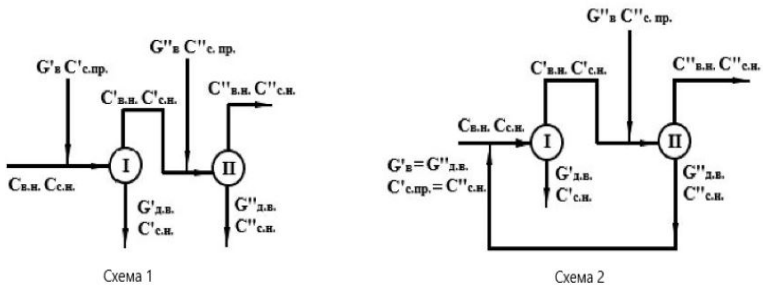 G'в C'с.пр.
G''в C''с. пр.
C'в.н. C'с.н.
C''в.н. C''с.н.
I
II
Cв.н. Cс.н.
G'д.в.
C'с.н.
G''д.в.
C''с.н.
Схема 1
G''в C''с. пр.
C'в.н. C'с.н.
C''в.н. C''с.н.
Cв.н. Cс.н.
I
II
G'в=G''д.в.
C'с.пр.=C''с.н.
G'д.в.
C'с.н.
G''д.в.
C''с.н.
Схема 2